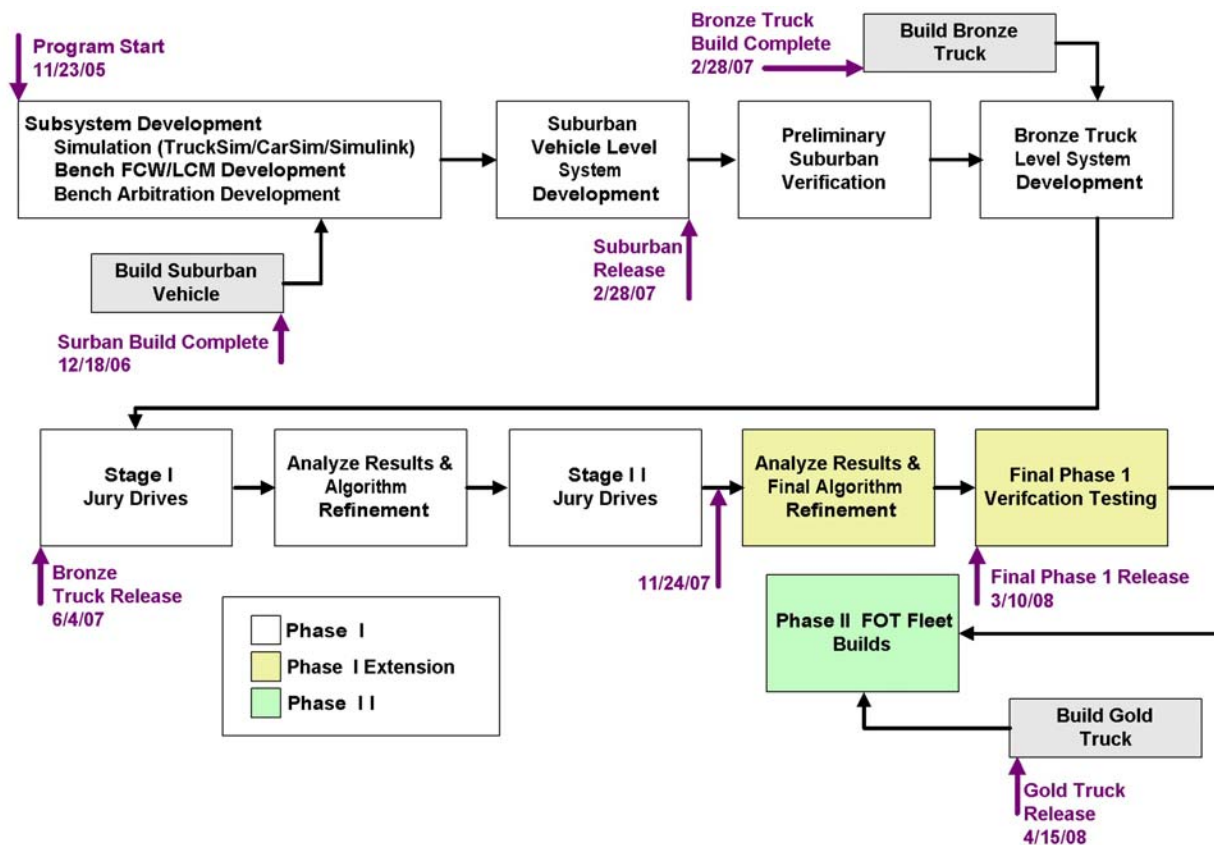 Program Start
11/23/05
Bronze Truck
Build Complete
2/28/07
Build Bronze
Truck
Subsystem Development
Simulation (TruckSim/CarSim/Simulink)
Bench FCW/LCM Development
Bench Arbitration Development
Suburban
Vehicle Level
System
Development
Preliminary
Suburban
Verification
Bronze Truck
Level System
Development
Build Suburban
Vehicle
Suburban
Release
2/28/07
Surban Build Complete
12/18/06
Stage I
Jury Drives
Analyze Results &
Algorithm
Refinement
Stage I I
Jury Drives
Analyze Results &
Final Algorithm
Refinement
Final Phase 1
Verifcation Testing
Bronze
Truck Release
6/4/07
11/24/07
Final Phase 1 Release
3/10/08
Phase I
Phase I Extension
Phase I I
Phase II FOT Fleet
Builds
Build Gold
Truck
Gold Truck
Release
4/15/08